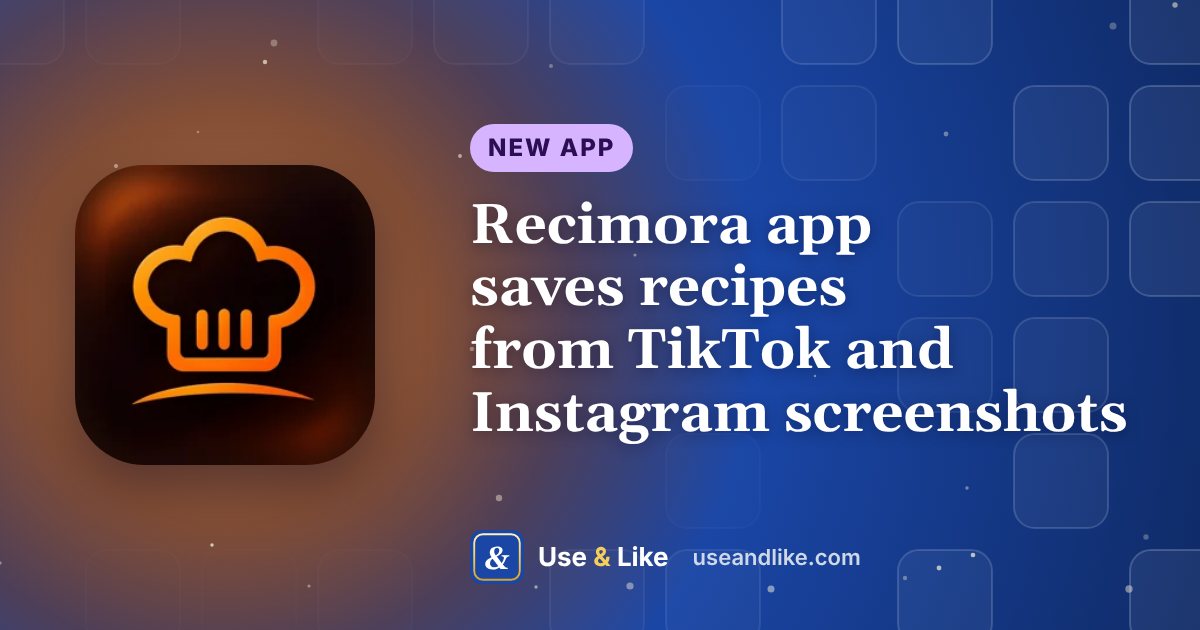 NEW APP
Recimora app
saves recipes
from TikTok and
Instagram screenshots
& Use & Like useandlike.com